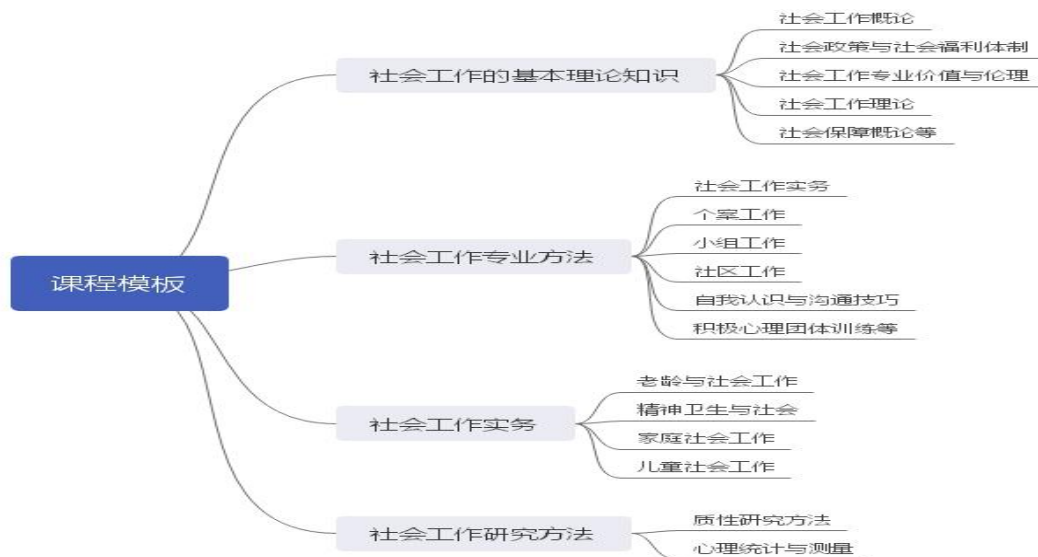 课程模板
社会工作的基本理论知识
社会工作概论
社会政策与社会福利体制
社会工作专业价值与伦理
社会工作理论
社会保障概论等
社会工作专业方法
社会工作实务
个案工作
小组工作
社区工作
自我认识与沟通技巧
积极心理团体训练等
社会工作实务
老龄与社会工作
精神卫生与社会
家庭社会工作
儿童社会工作
社会工作研究方法
质性研究方法
心理统计与测量